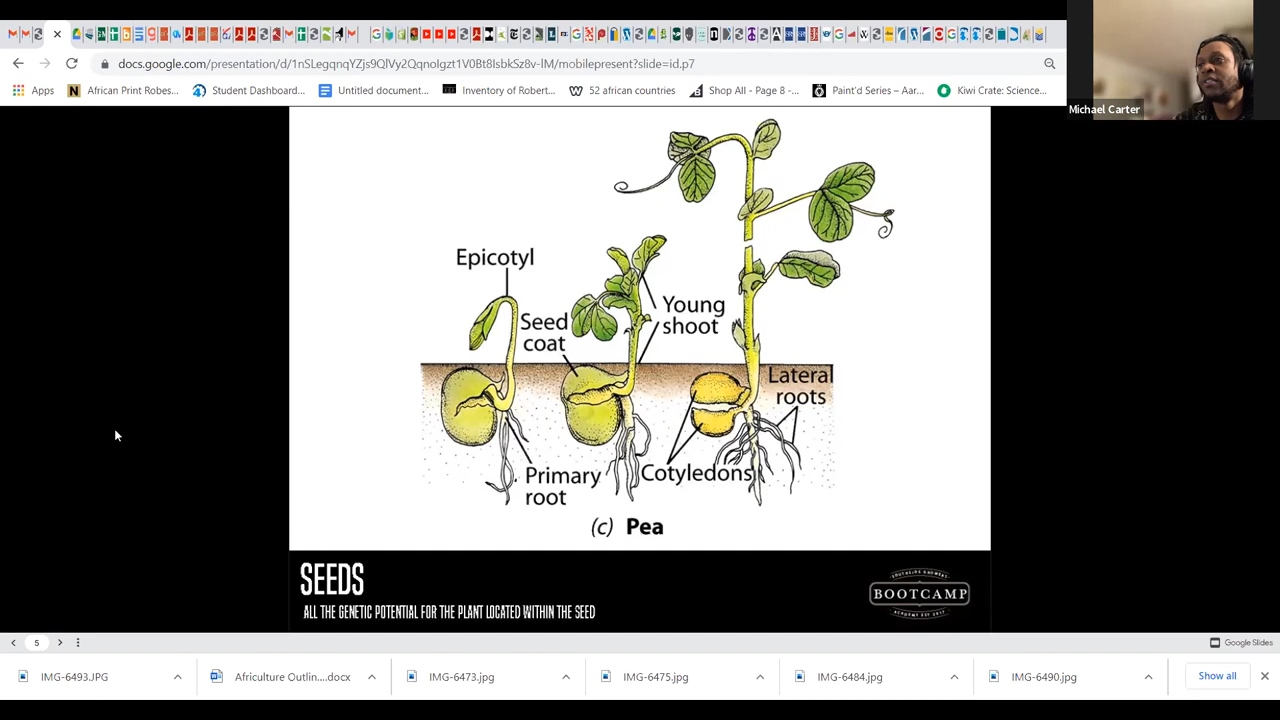 docs.google.com/presentation/d/1nSLegqnqYZjs9QlVy2QqnoIgzt1V0Bt8IsbkSz8v-lM/mobilepresent?slide=id.p7
Apps
African Print Robes...
Student Dashboard...
Untitled document...
Inventory of Robert...
52 african countries
Shop All - Page 8 -...
Paint'd Series – Aar...
Kiwi Crate: Science...
Michael Carter
Epicotyl
Seed
coat
Young
shoot
Lateral
roots
Primary
root
Cotyledons
(c) Pea
SEEDS
ALL THE GENETIC POTENTIAL FOR THE PLANT LOCATED WITHIN THE SEED
BOOTCAMP
5
Google Slides
IMG-6493.JPG
Africulture Outlin....docx
IMG-6473.jpg
IMG-6475.jpg
IMG-6484.jpg
IMG-6490.jpg
Show all